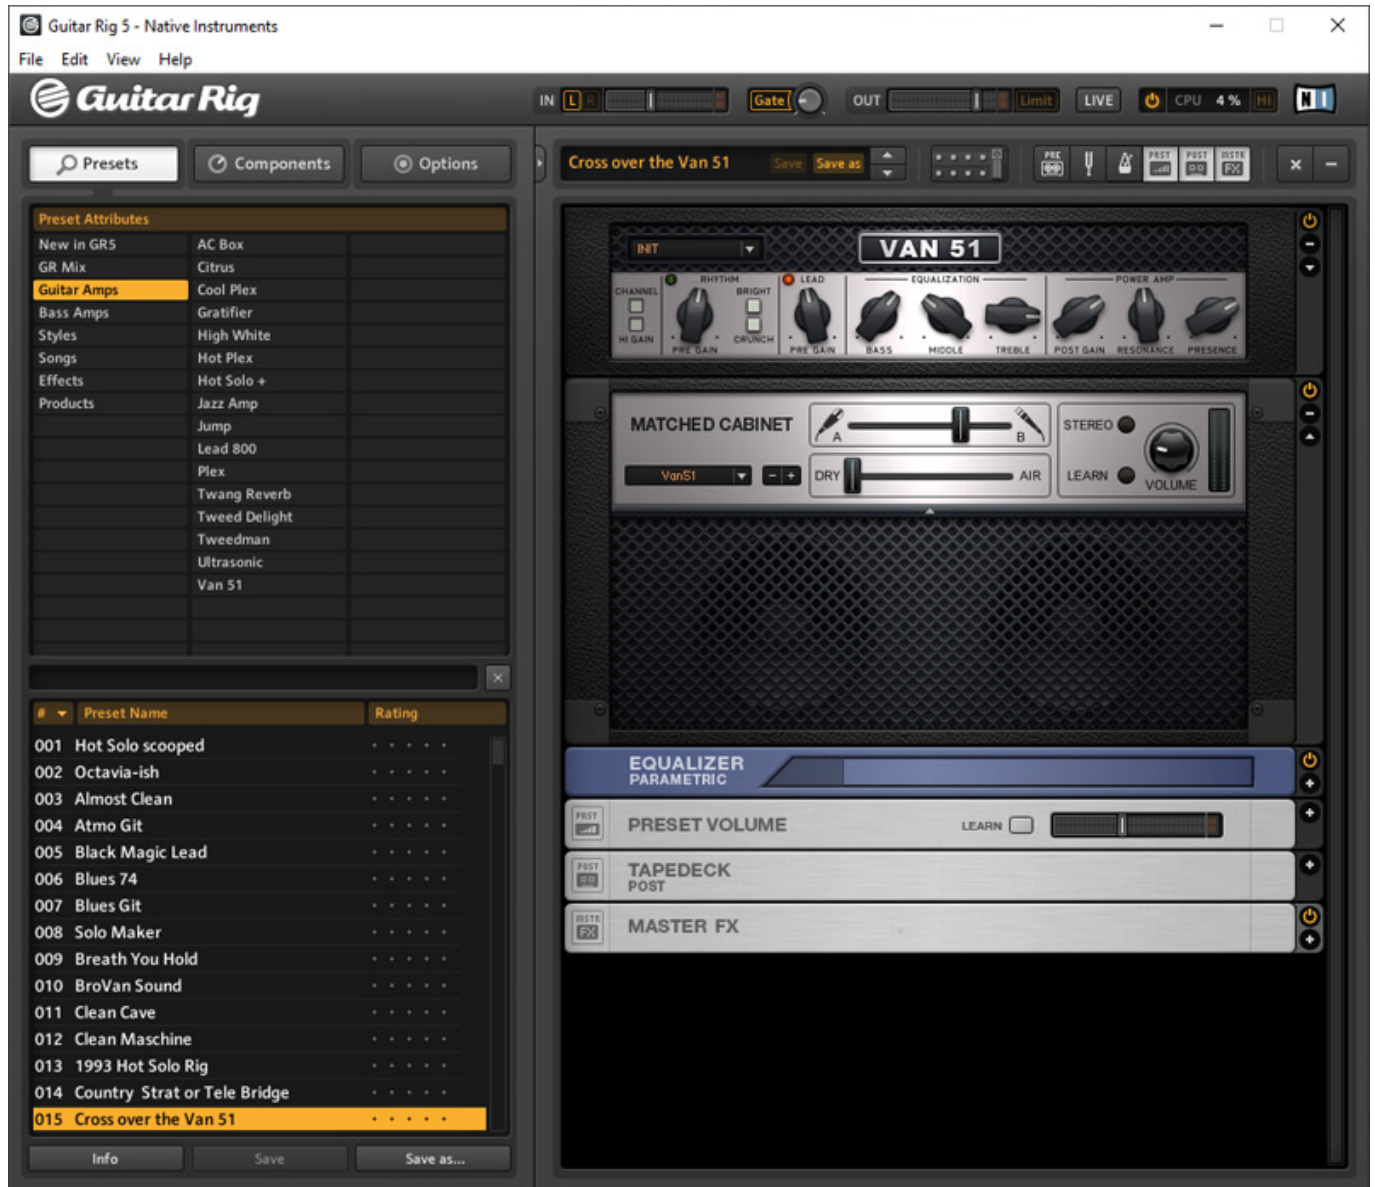 Guitar Rig 5 - Native Instruments
File Edit View Help
Guitar Rig
IN L R Gate OUT Limit LIVE CPU 4 % HI N I
Presets Components Options
Cross over the Van 51 Save Save as PRE PRST POST MSTR FX
Preset Attributes
New in GR5 AC Box
GR Mix Citrus
Guitar Amps Cool Plex
Bass Amps Gratifier
Styles High White
Songs Hot Plex
Effects Hot Solo +
Products Jazz Amp
Jump
Lead 800
Plex
Twang Reverb
Tweed Delight
Tweedman
Ultrasonic
Van 51
# Preset Name Rating
001 Hot Solo scooped
002 Octavia-ish
003 Almost Clean
004 Atmo Git
005 Black Magic Lead
006 Blues 74
007 Blues Git
008 Solo Maker
009 Breath You Hold
010 BroVan Sound
011 Clean Cave
012 Clean Maschine
013 1993 Hot Solo Rig
014 Country Strat or Tele Bridge
015 Cross over the Van 51
Info Save Save as...
INIT VAN 51
RHYTHM LEAD EQUALIZATION POWER AMP
CHANNEL BRIGHT
HI GAIN PRE GAIN CRUNCH PRE GAIN BASS MIDDLE TREBLE POST GAIN RESONANCE PRESENCE
MATCHED CABINET A B STEREO
Van51 - + DRY AIR LEARN VOLUME
EQUALIZER
PARAMETRIC
PRST PRESET VOLUME LEARN
POST TAPEDECK
POST
MSTR FX MASTER FX